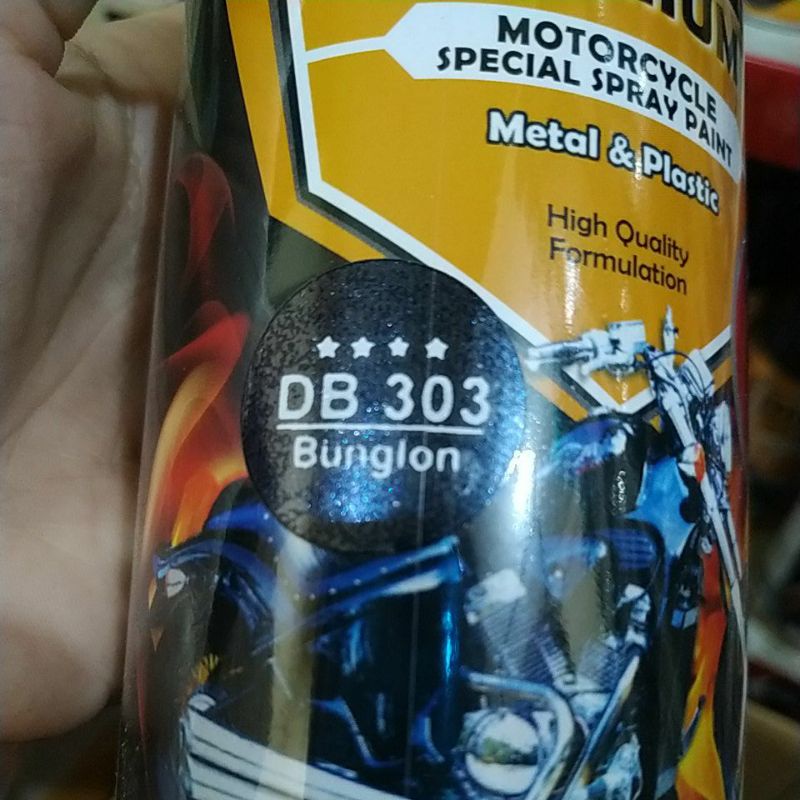 MOTORCYCLE
SPECIAL SPRAY PAINT
Metal & Plastic
High Quality
Formulation
DB 303
Bunglon